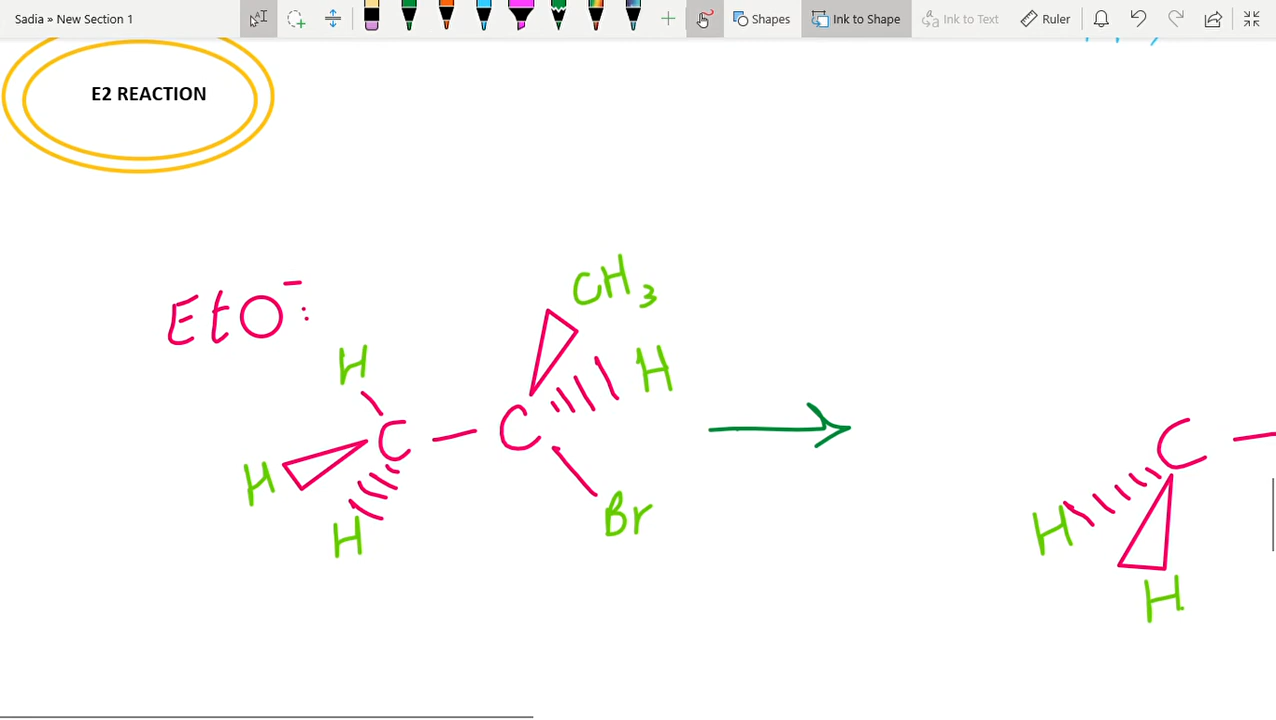 Sadia » New Section 1
Ink to Shape
Shapes
Ink to Text
Ruler
E2 REACTION
EtO⁻:
CH₃
H
H
C – C
H
H
Br
C
H
H